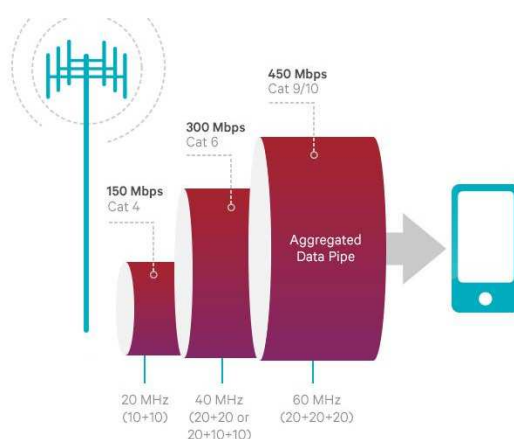 450 Mbps
Cat 9/10
300 Mbps
Cat 6
150 Mbps
Cat 4
Aggregated
Data Pipe
20 MHz
(10+10)
40 MHz
(20+20 or
20+10+10)
60 MHz
(20+20+20)